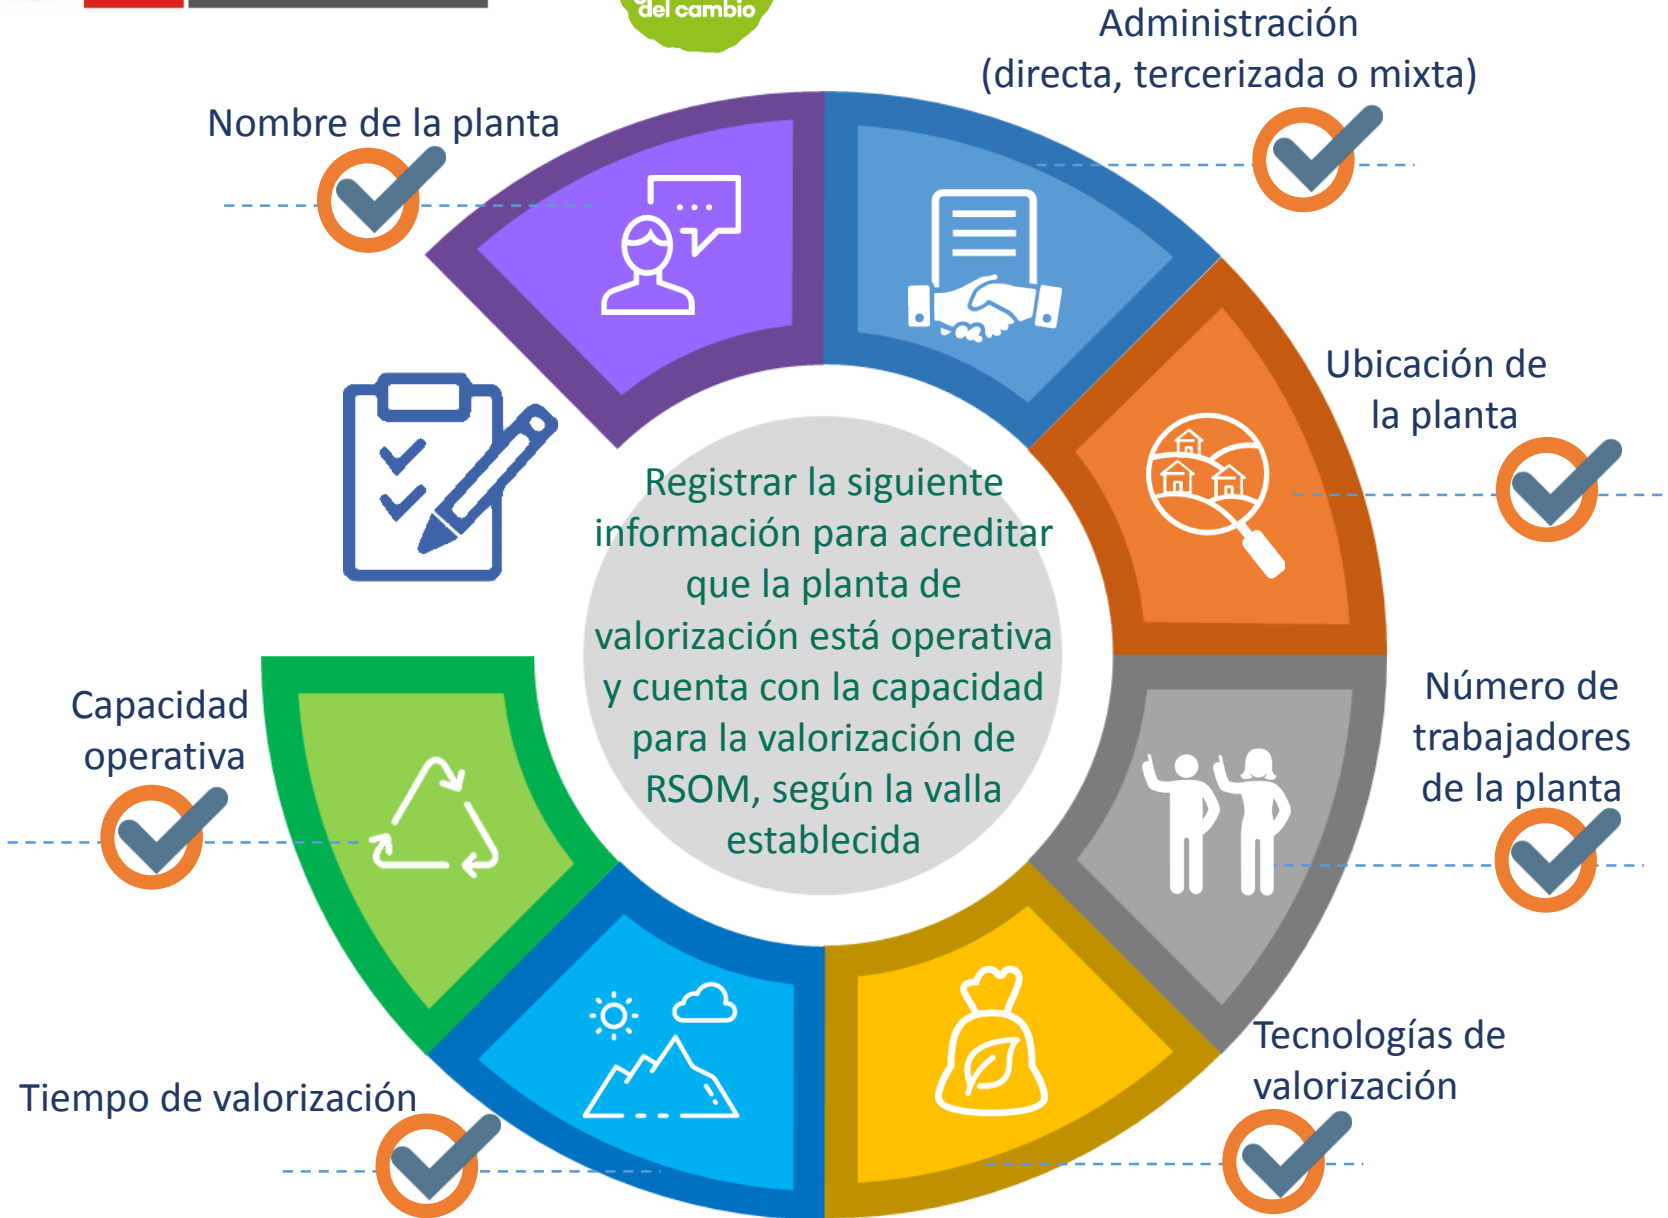 del cambio
Administración
(directa, tercerizada o mixta)
Nombre de la planta
Ubicación de
la planta
Registrar la siguiente
información para acreditar
que la planta de
valorización está operativa
y cuenta con la capacidad
para la valorización de
RSOM, según la valla
establecida
Número de
trabajadores
de la planta
Capacidad
operativa
Tecnologías de
valorización
Tiempo de valorización